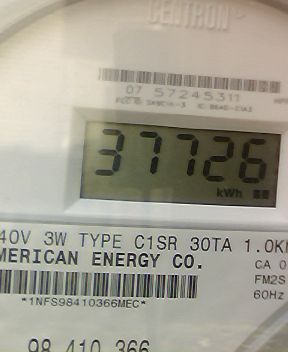 CENTRON
07 57245311
37726
kWh
40V 3W TYPE C1SR 30TA 1.0K
MERICAN ENERGY CO.
CA 0
FM2S
60Hz
*1NFS98410366MEC*
98 410 366